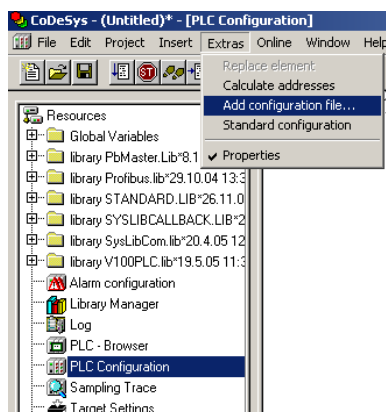 CoDeSys - (Untitled)* - [PLC Configuration]
File Edit Project Insert Extras Online Window Help
Replace element
Calculate addresses
Add configuration file...
Standard configuration
Properties
Resources
Global Variables
library PbMaster.Lib*8.1
library Profibus.lib*29.10.04 13:3
library STANDARD.LIB*26.11.0
library SYSLIBCALLBACK.LIB*2
library SysLibCom.lib*20.4.05 12
library V100PLC.lib*19.5.05 11:3
Alarm configuration
Library Manager
Log
PLC - Browser
PLC Configuration
Sampling Trace
Target Settings